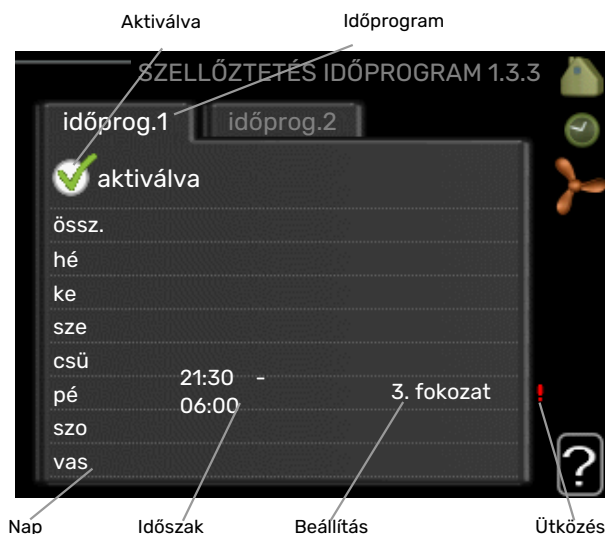 Aktiválva Időprogram
SZELLŐZTETÉS IDŐPROGRAM 1.3.3
időprog.1 időprog.2
aktiválva
össz.
hé
ke
sze
csü
pé 21:30 - 3. fokozat !
06:00
szo
vas
?
Nap Időszak Beállítás Ütközés